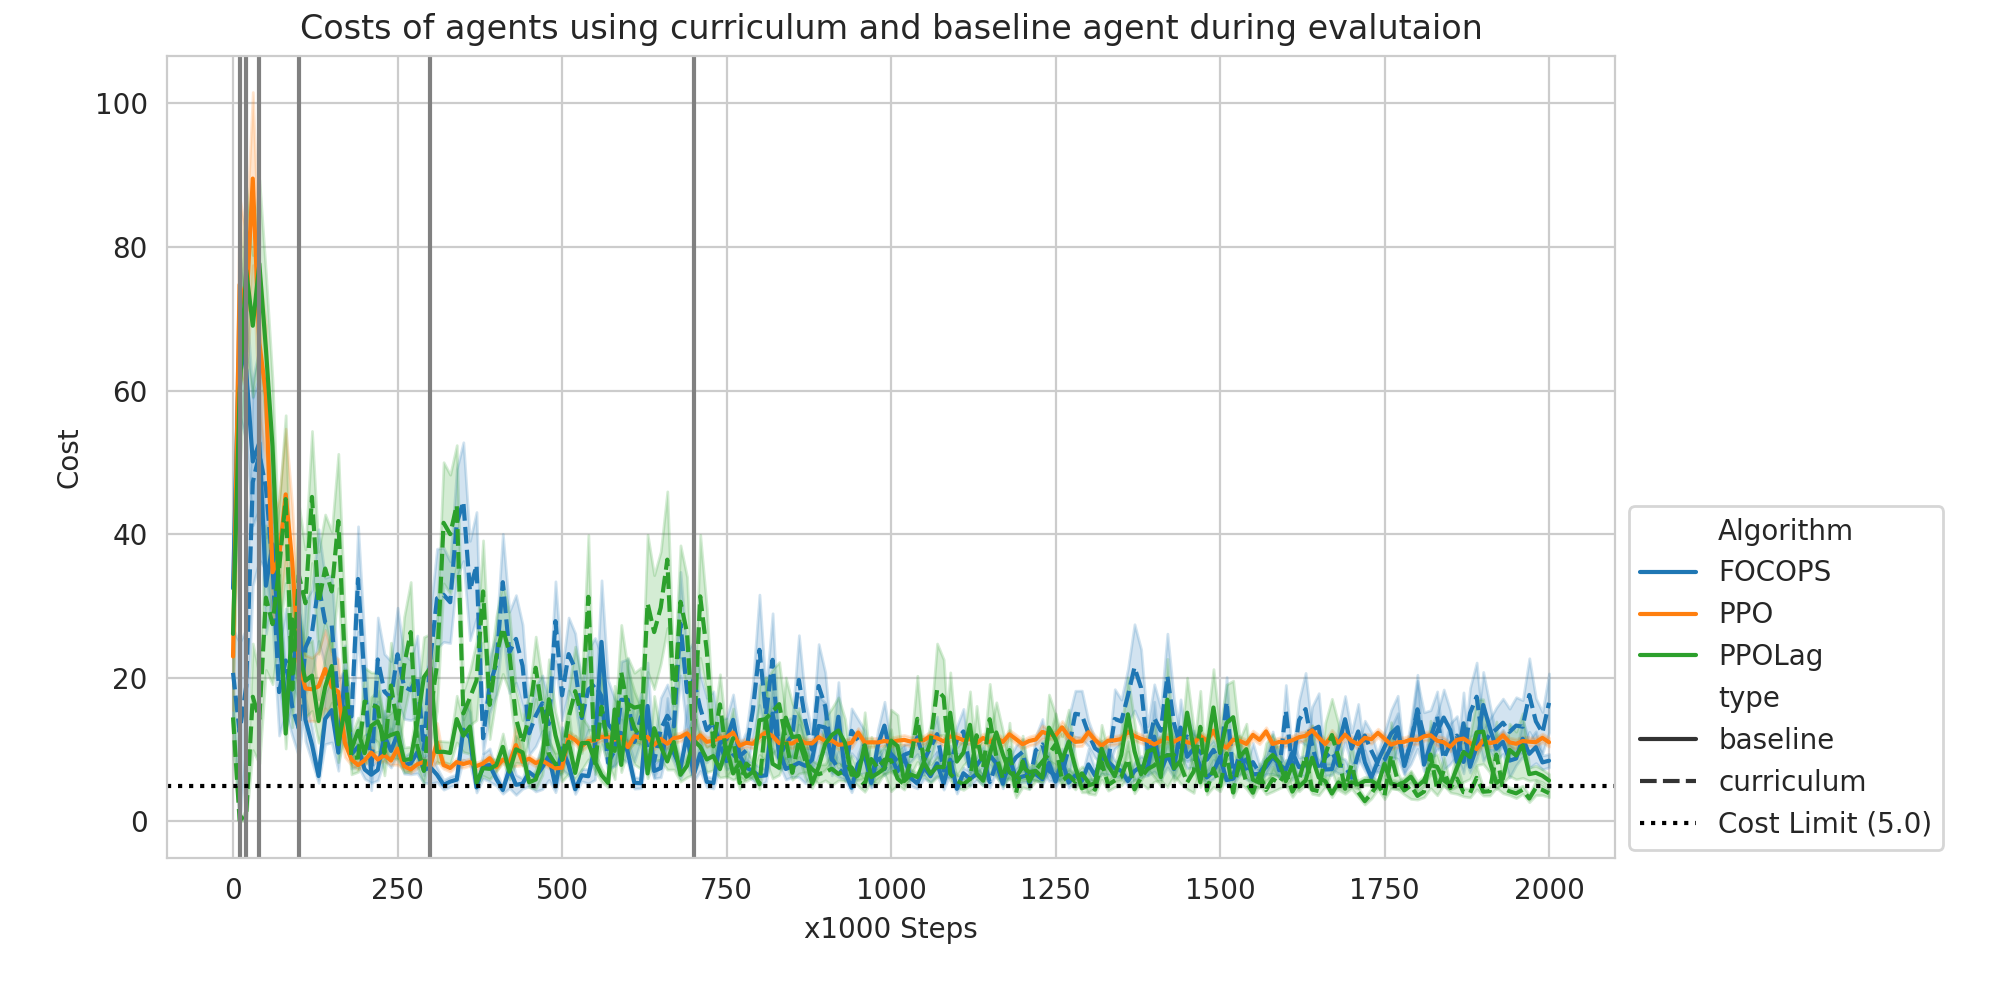 Costs of agents using curriculum and baseline agent during evalutaion
100
80
60
40
20
0
Cost
0 250 500 750 1000 1250 1500 1750 2000
x1000 Steps
Algorithm
FOCOPS
PPO
PPOLag
type
baseline
curriculum
Cost Limit (5.0)